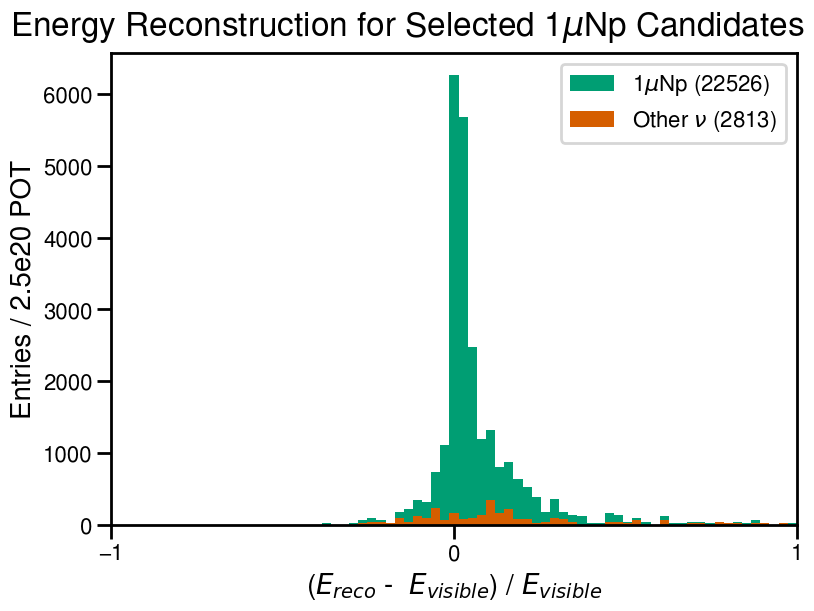 Energy Reconstruction for Selected 1μNp Candidates
1μNp (22526)
Other ν (2813)
Entries / 2.5e20 POT
6000
5000
4000
3000
2000
1000
0
−1
0
1
(E_reco - E_visible) / E_visible